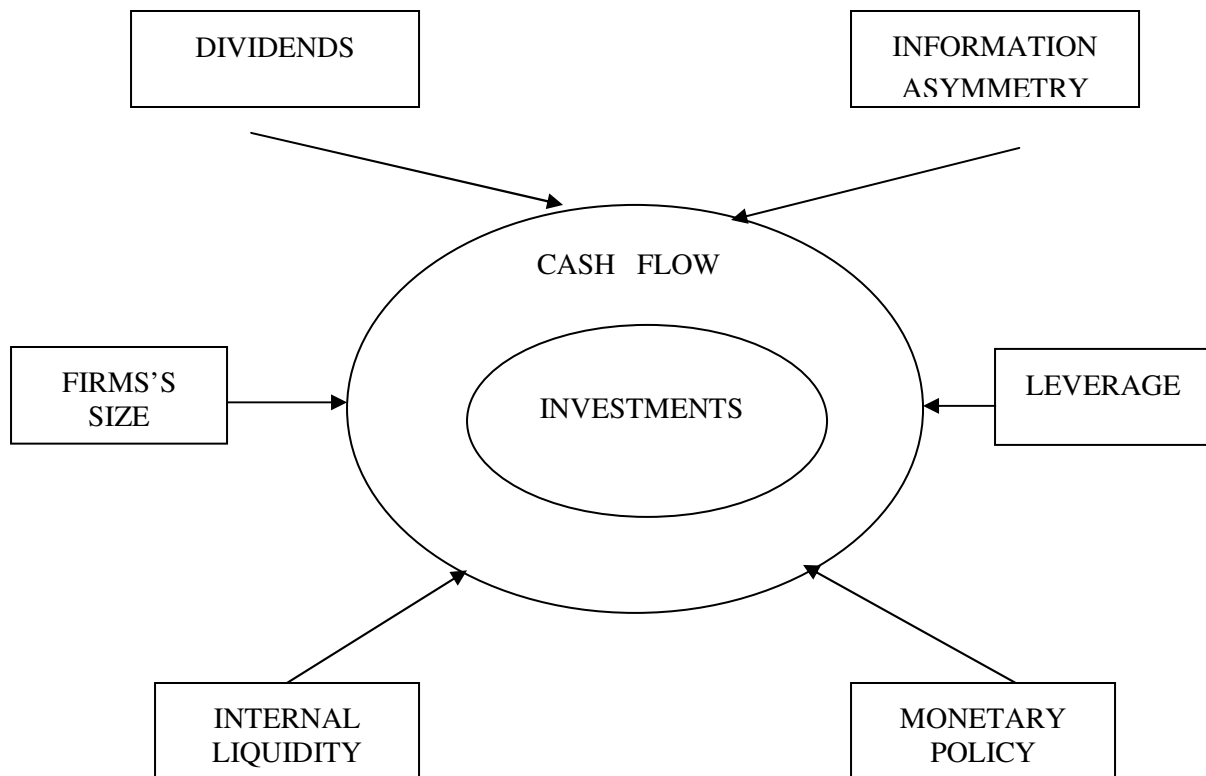 DIVIDENDS
INFORMATION
ASYMMETRY
CASH FLOW
FIRMS’S
SIZE
INVESTMENTS
LEVERAGE
INTERNAL
LIQUIDITY
MONETARY
POLICY